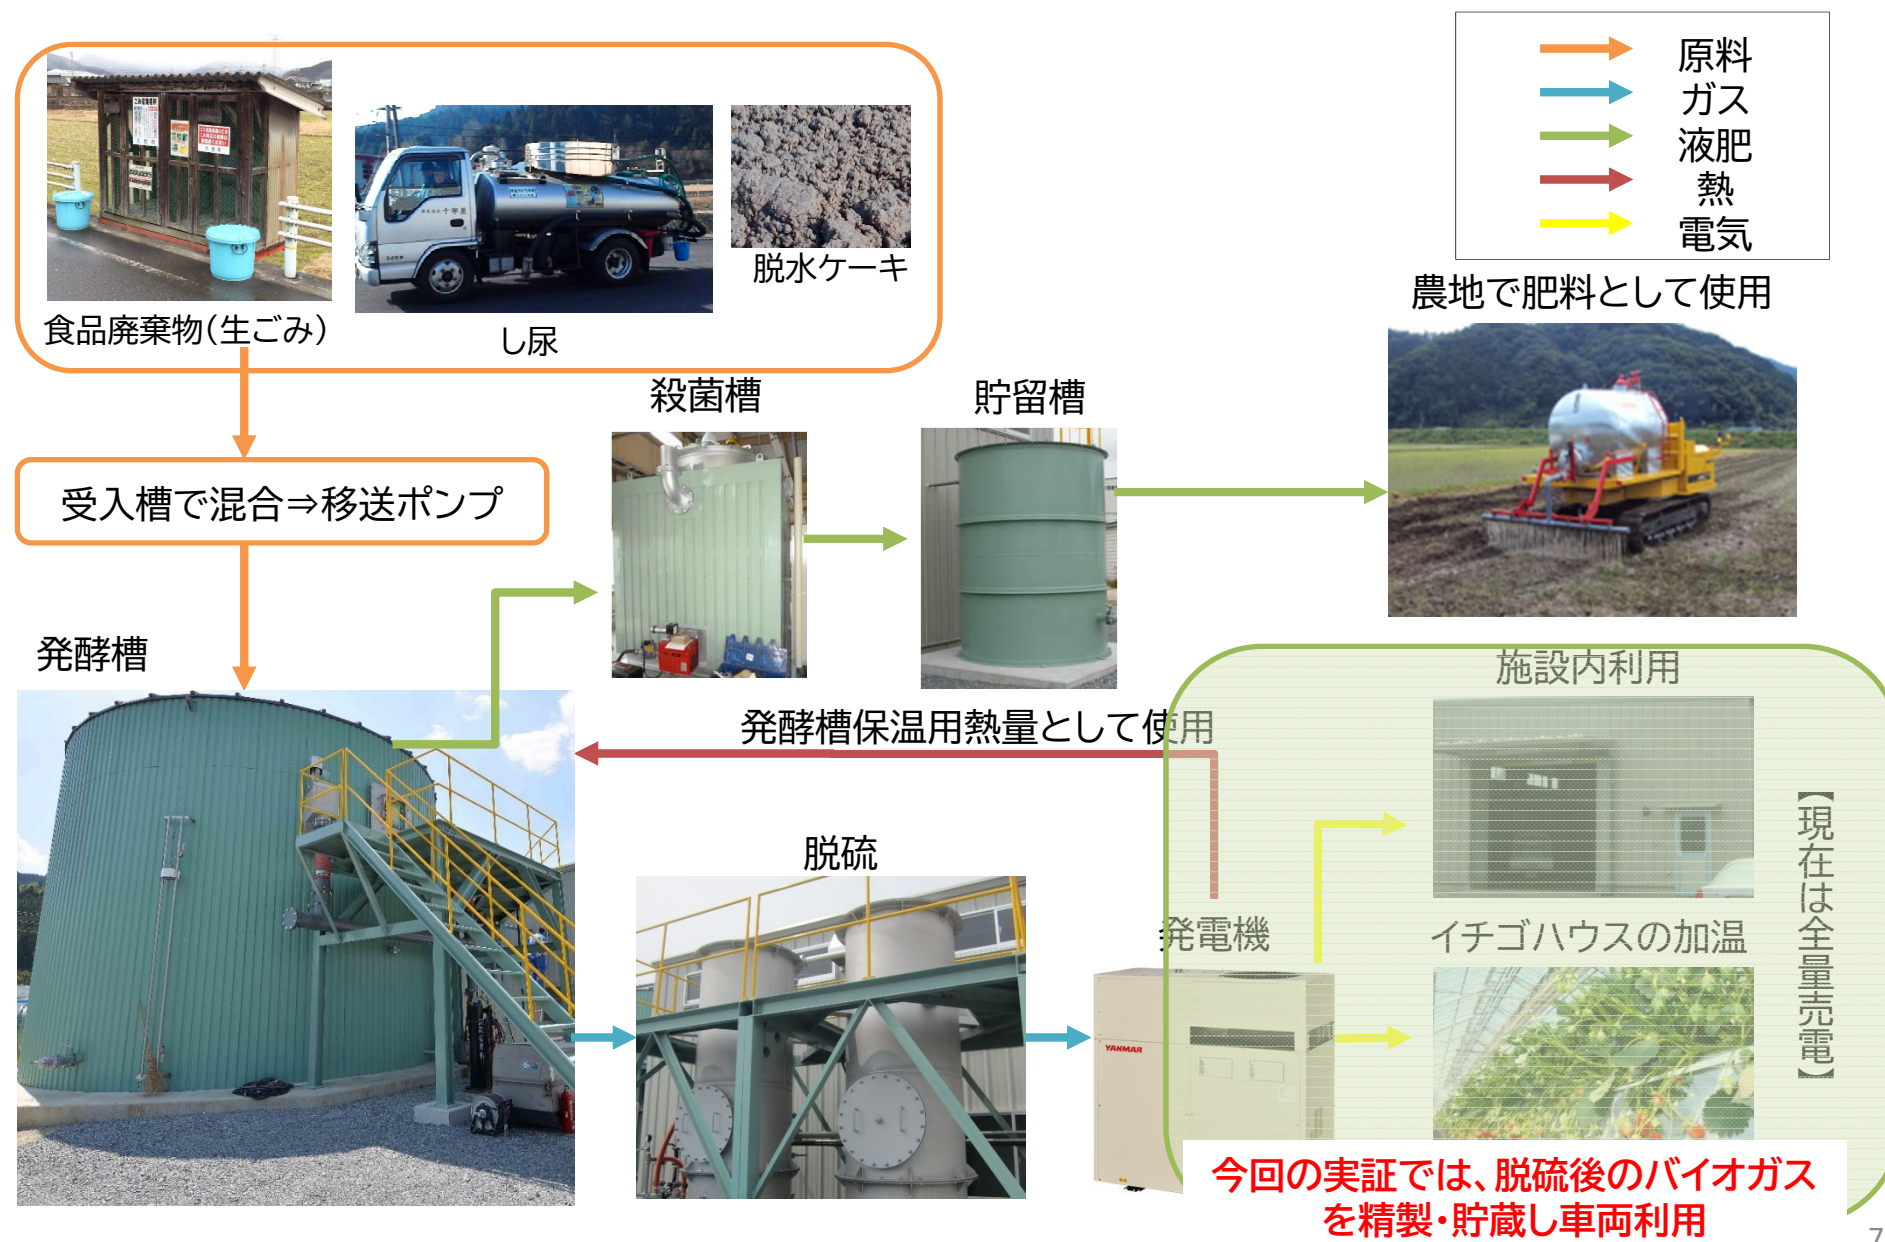 原料
ガス
液肥
熱
電気
食品廃棄物（生ごみ）
し尿
脱水ケーキ
受入槽で混合⇒移送ポンプ
殺菌槽
貯留槽
農地で肥料として使用
発酵槽
発酵槽保温用熱量として使用
脱硫
発電機
YANMAR
施設内利用
イチゴハウスの加温
【現在は全量売電】
今回の実証では、脱硫後のバイオガス
を精製・貯蔵し車両利用
7